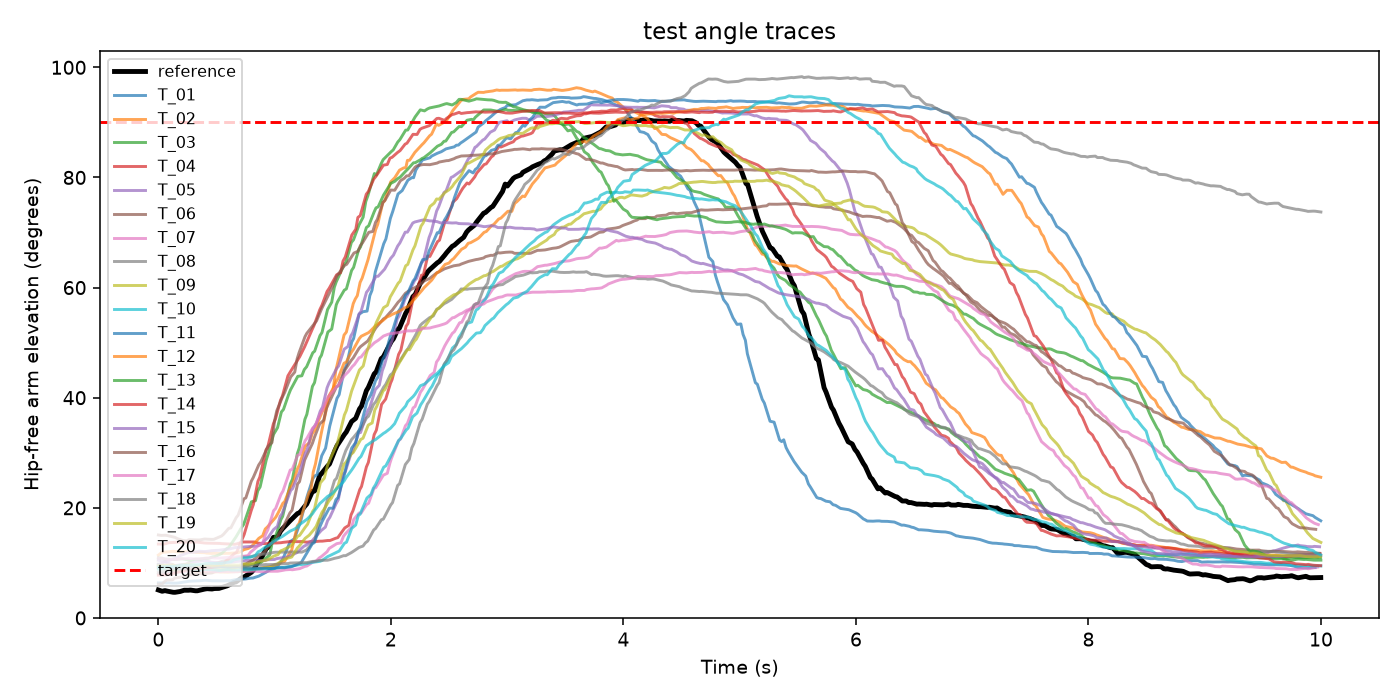 test angle traces
Hip-free arm elevation (degrees)
100
80
60
40
20
0
reference
T_01
T_02
T_03
T_04
T_05
T_06
T_07
T_08
T_09
T_10
T_11
T_12
T_13
T_14
T_15
T_16
T_17
T_18
T_19
T_20
target
0 2 4 6 8 10
Time (s)